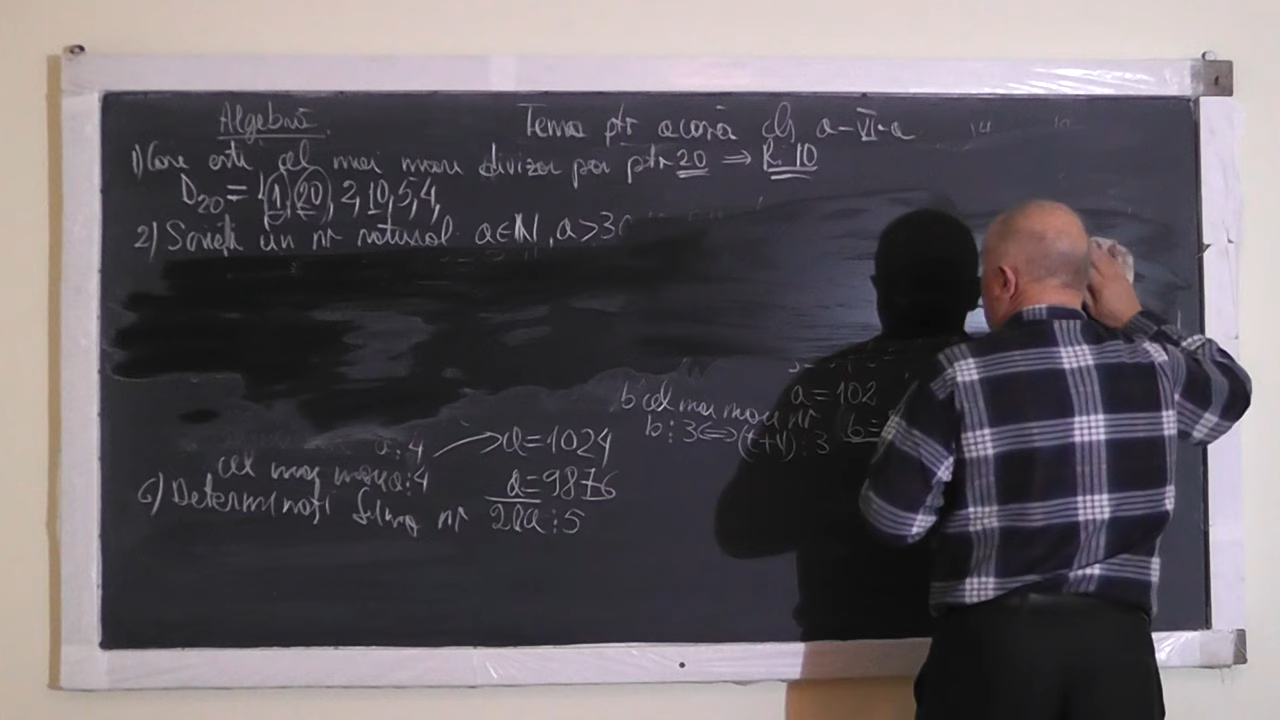 Algebră. Tema ptr acasă cls a-VI-a
1) Care este cel mai mare divizor par ptr 20 ⇒ R. 10
D20 = {1, 20, 2, 10, 5, 4,
2) Scrieți un nr natural a∈ℕ, a>3
a = 102
b cel mai mare nr
b⋮3⇔(t+4)⋮3 b=
a⋮4 → a=1024
cel mai mare⋮4 a=9876
6) Determinați nr 2la⋮5